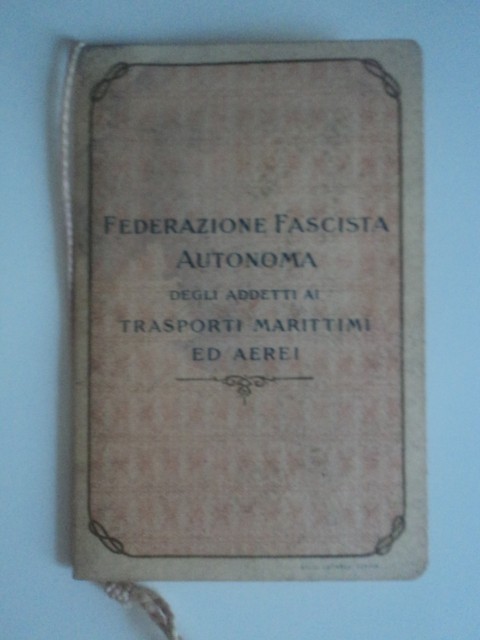 FEDERAZIONE FASCISTA
AUTONOMA
DEGLI ADDETTI AI
TRASPORTI MARITTIMI
ED AEREI